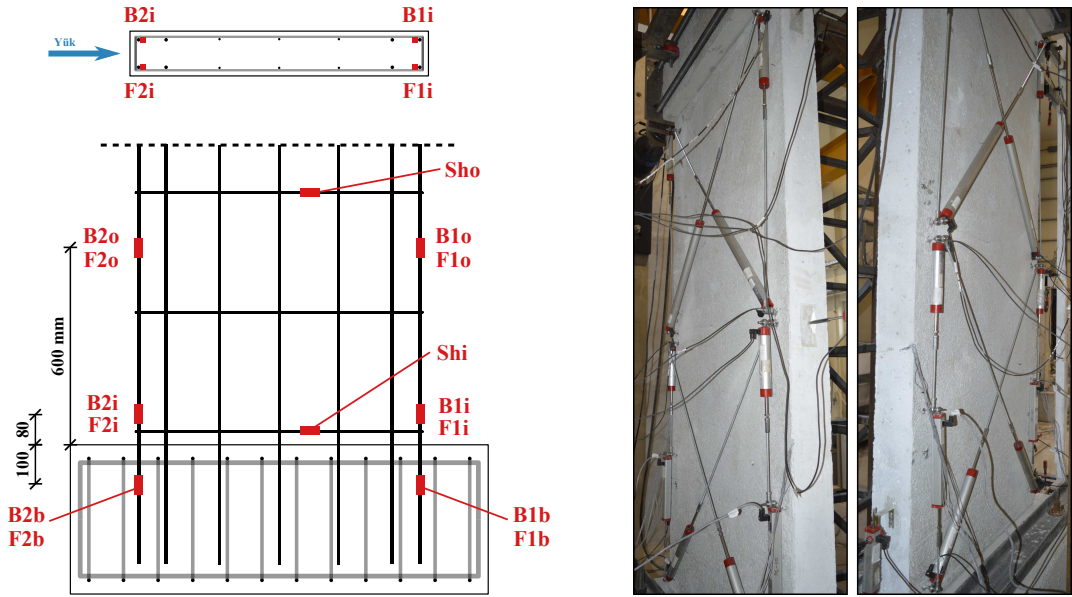 B2i
B1i
Yük
F2i
F1i
Sho
B2o
F2o
B1o
F1o
600 mm
Shi
B2i
F2i
B1i
F1i
80
100
B2b
F2b
B1b
F1b